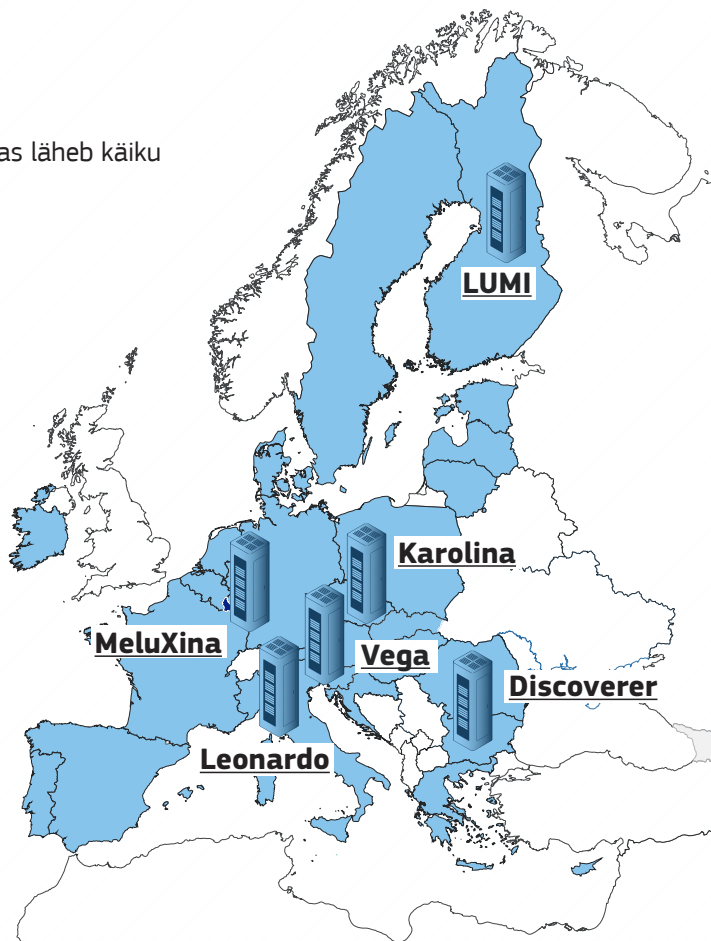 as läheb käiku
LUMI
Karolina
MeluXina
Vega
Discoverer
Leonardo